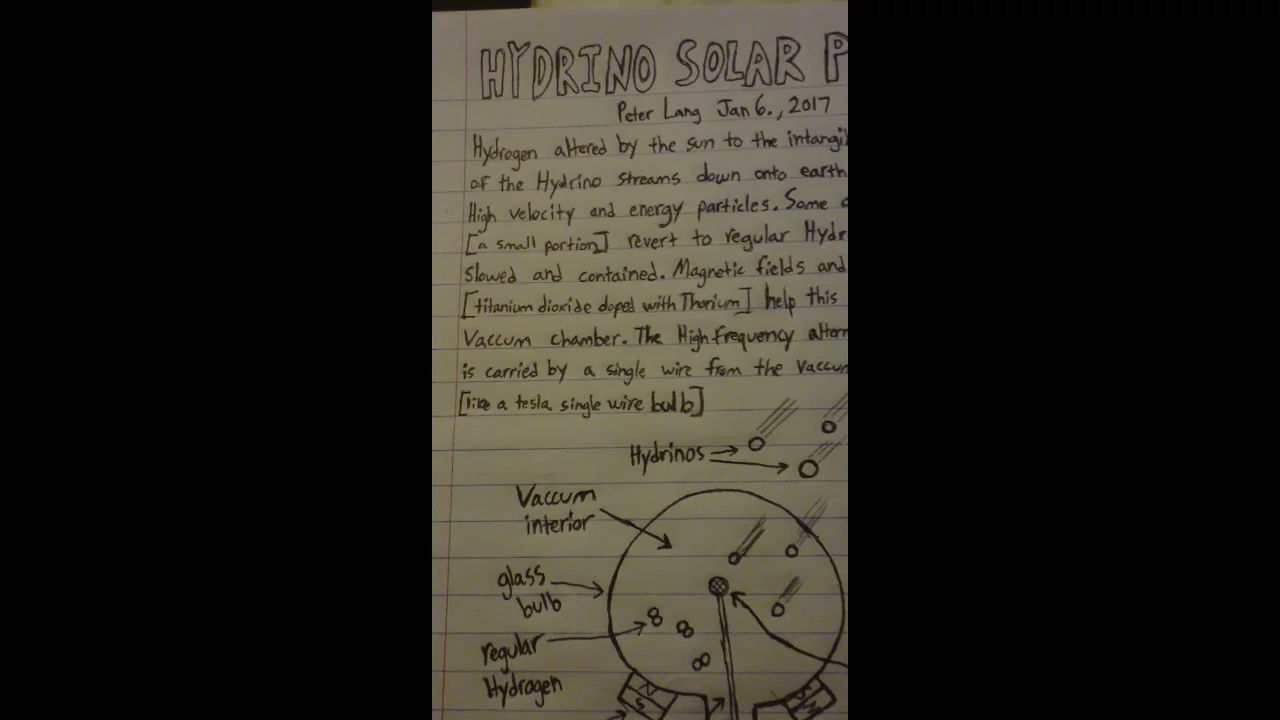 HYDRINO SOLAR P
Peter Lang Jan 6., 2017
Hydrogen altered by the sun to the
of the Hydrino streams down onto earth
High velocity and energy particles. Some
[a small portion] revert to regular
Slowed and contained. Magnetic fields and
[titanium dioxide doped with Thorium] help this
Vaccum chamber. The High frequency
is carried by a single wire from the
[like a tesla single wire bulb]
Hydrinos
Vaccum
interior
glass
bulb
regular
Hydrogen
N
S